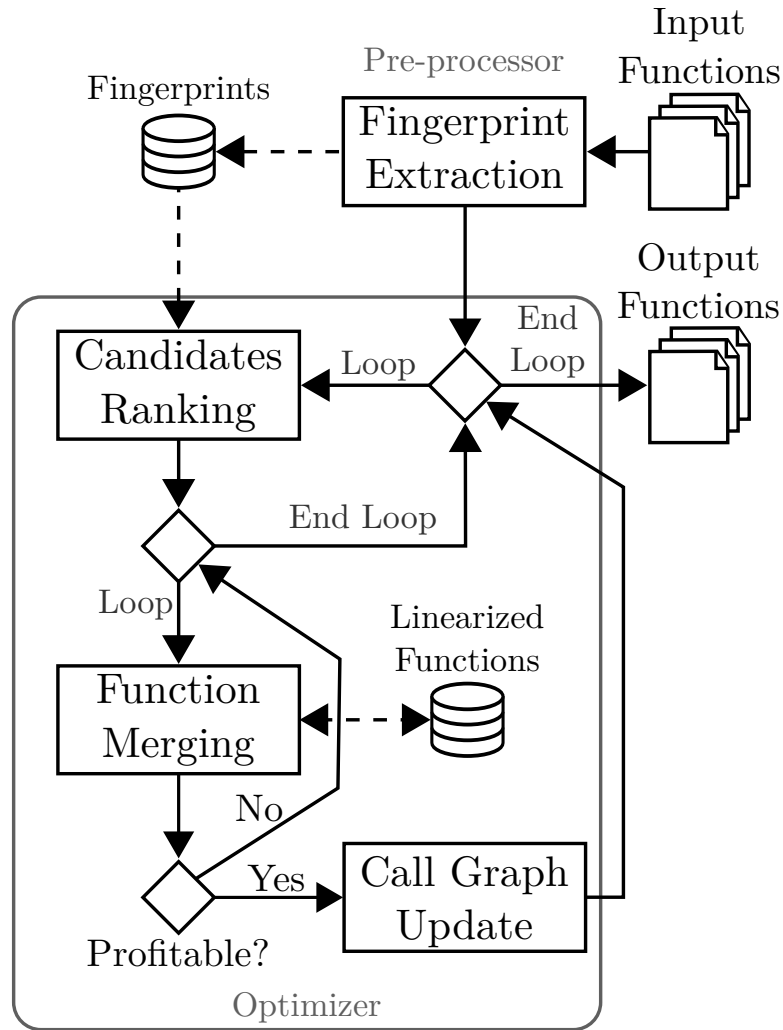 Input
Functions
Pre-processor
Fingerprints
Fingerprint
Extraction
Output
Functions
End
Loop
Loop
Candidates
Ranking
End Loop
Loop
Linearized
Functions
Function
Merging
No
Yes
Call Graph
Update
Profitable?
Optimizer